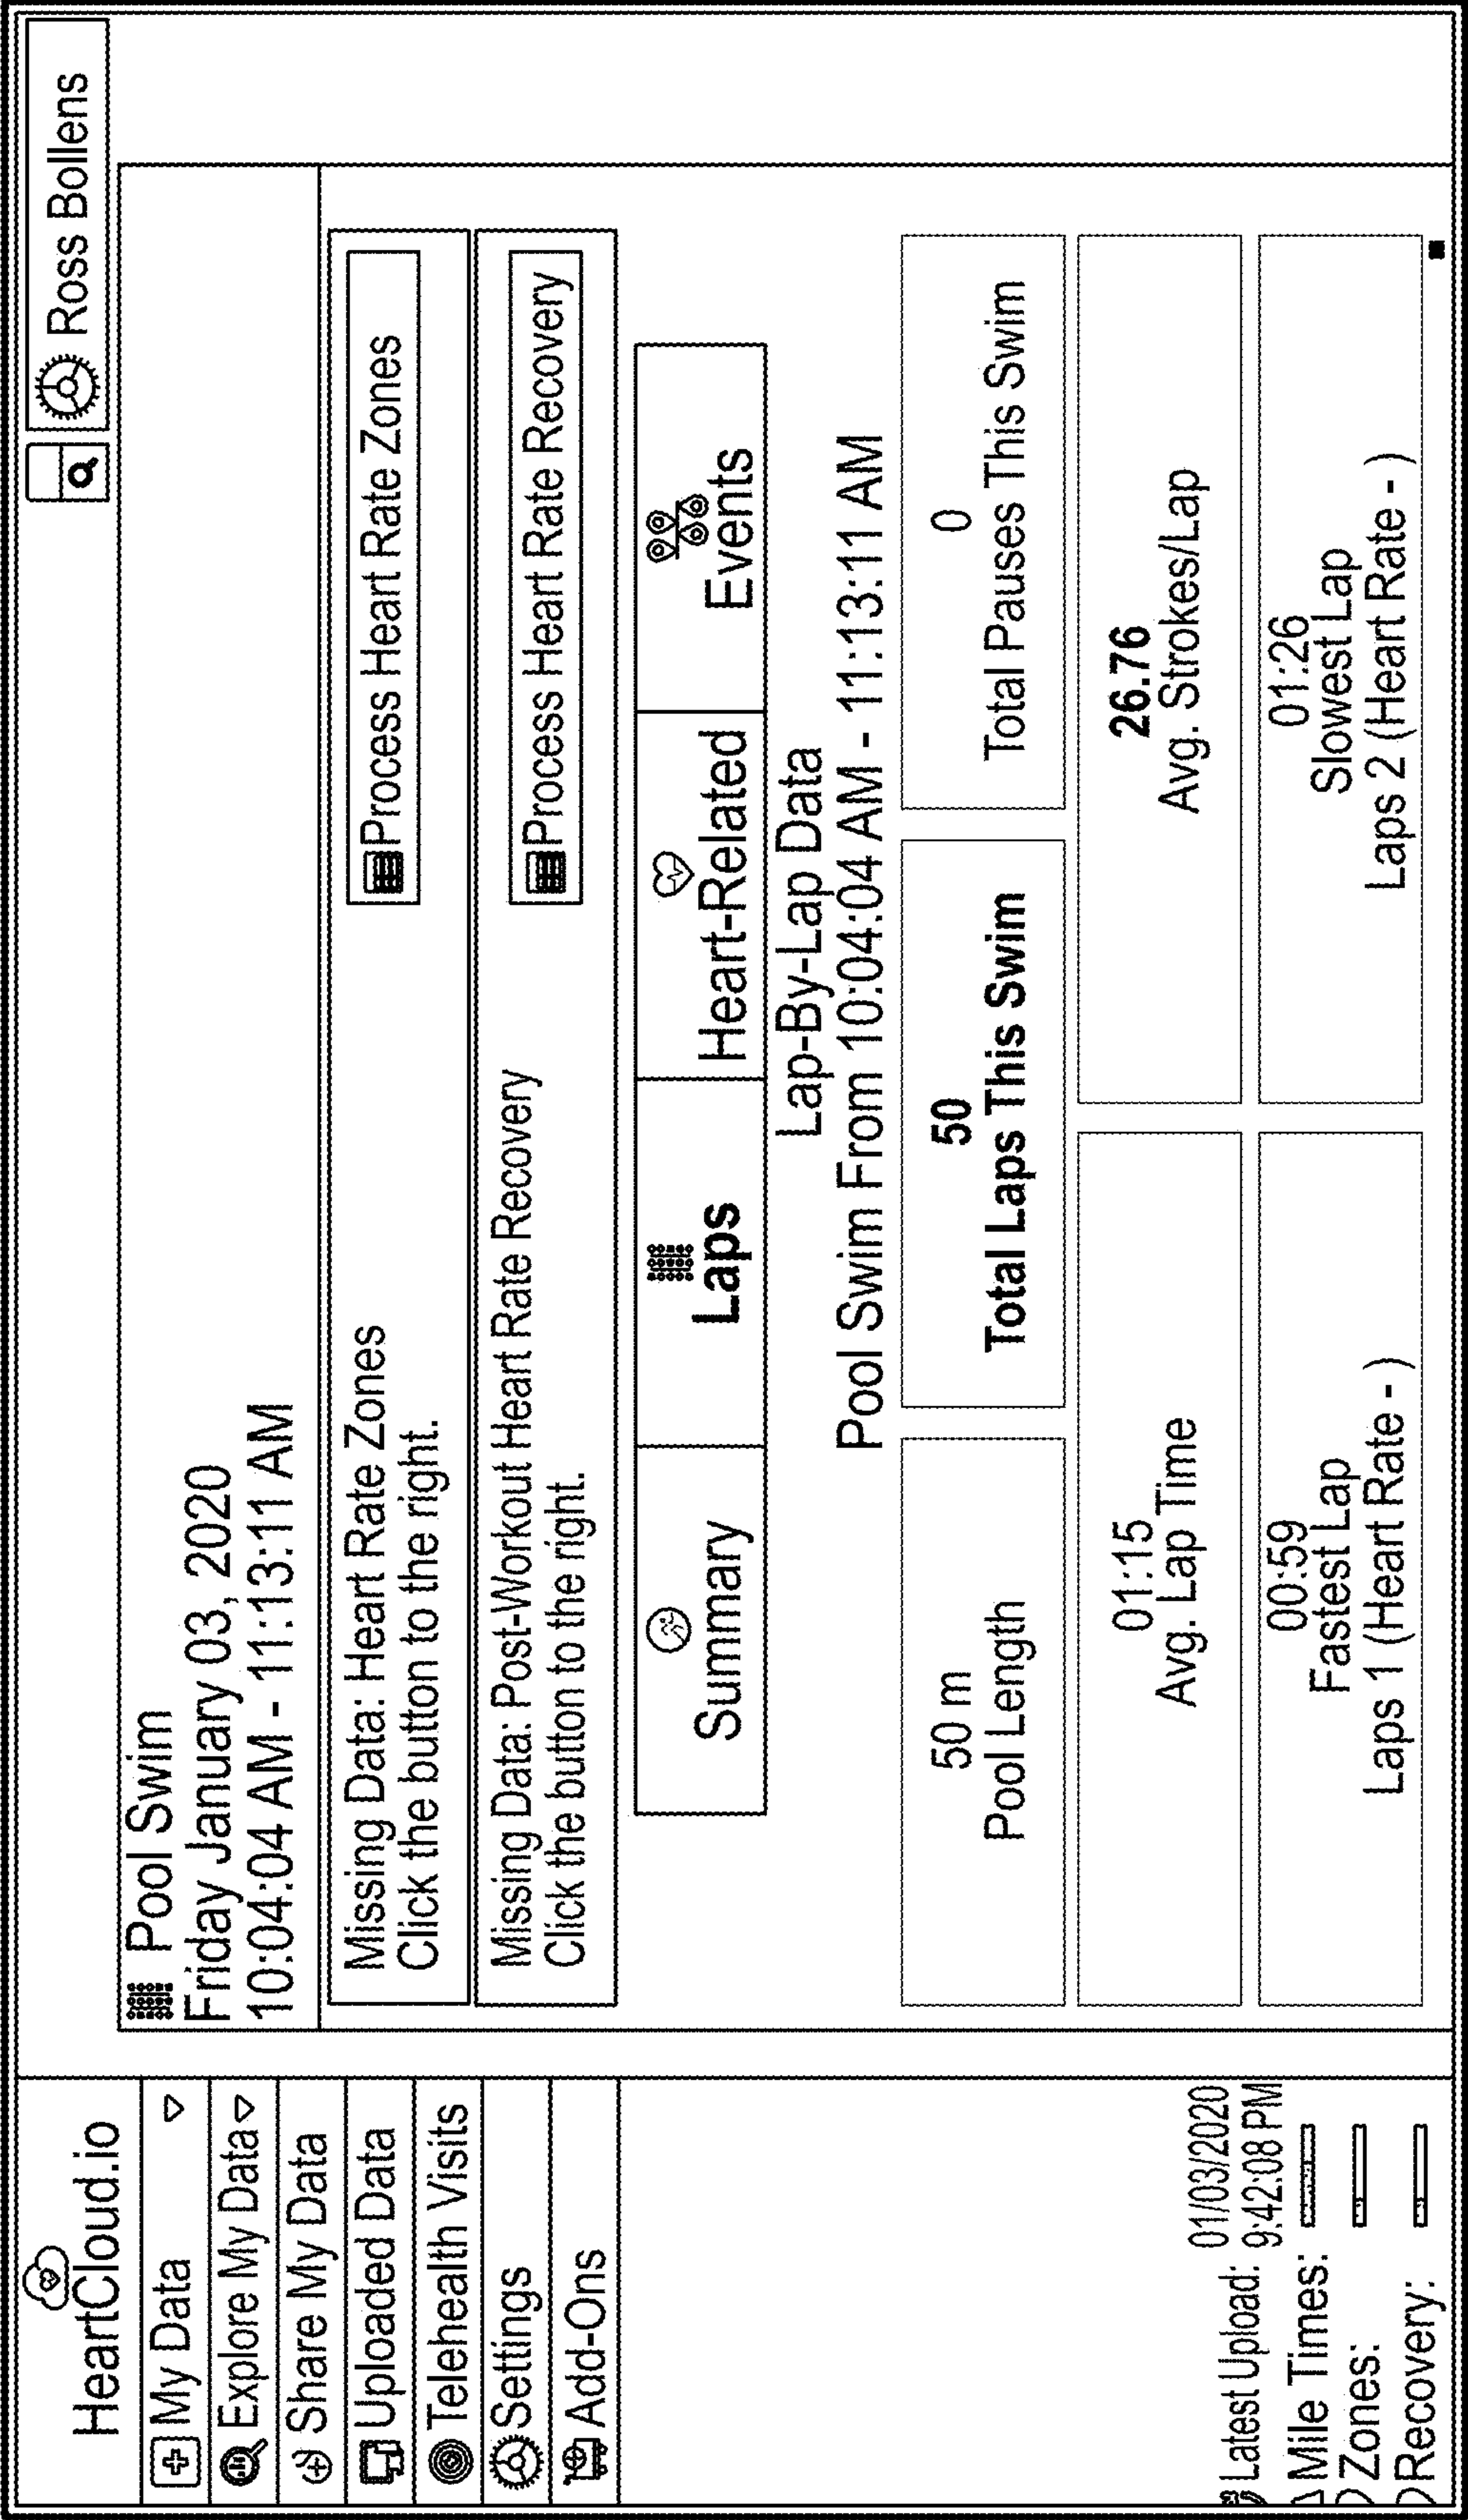 HeartCloud.io
My Data
Explore My Data
Share My Data
Uploaded Data
Telehealth Visits
Settings
Add-Ons
Latest Upload: 01/03/2020
9:42:08 PM
Mile Times:
Zones:
Recovery:
Ross Bollens
Pool Swim
Friday January 03, 2020
10:04:04 AM - 11:13:11 AM
Missing Data: Heart Rate Zones
Click the button to the right.
Process Heart Rate Zones
Missing Data: Post-Workout Heart Rate Recovery
Click the button to the right.
Process Heart Rate Recovery
Summary
Laps
Heart-Related
Events
Lap-By-Lap Data
Pool Swim From 10:04:04 AM - 11:13:11 AM
50 m
Pool Length
50
Total Laps This Swim
0
Total Pauses This Swim
01:15
Avg. Lap Time
26.76
Avg. Strokes/Lap
00:59
Fastest Lap
Laps 1 (Heart Rate - )
01:26
Slowest Lap
Laps 2 (Heart Rate - )